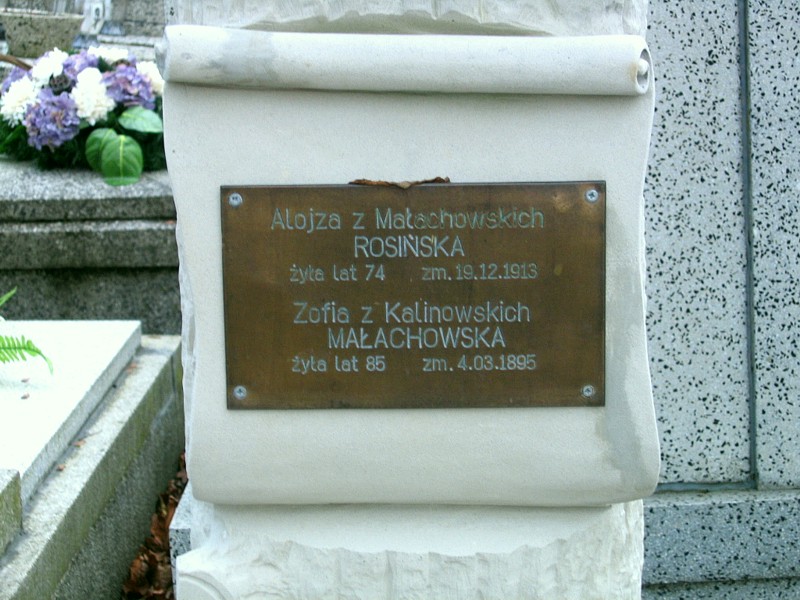 Alojza z Małachowskich
ROSIŃSKA
żyła lat 74 zm. 19.12.1913
Zofia z Kalinowskich
MAŁACHOWSKA
żyła lat 85 zm. 4.03.1895